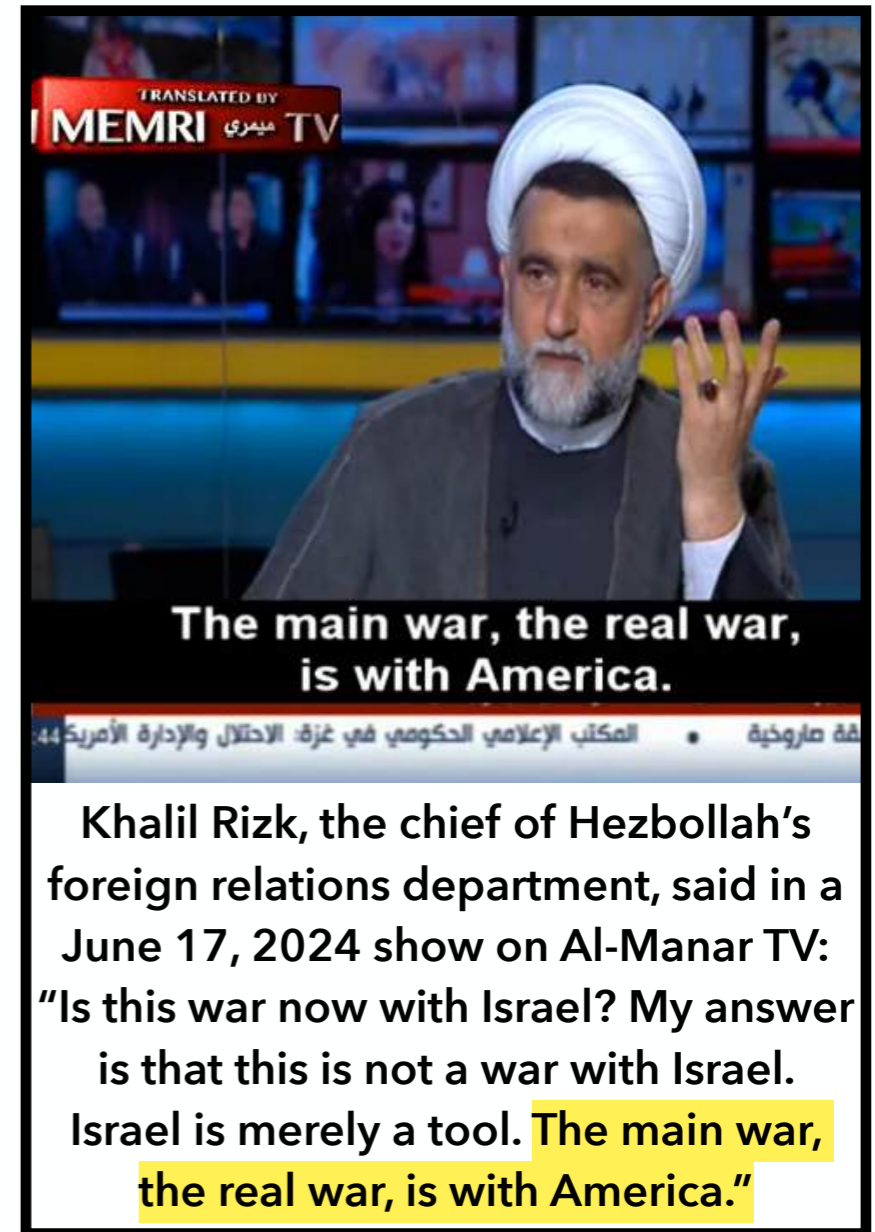 TRANSLATED BY
MEMRI ميمري TV
The main war, the real war,
is with America.
المكتب الإعلامي الحكومي في غزة: الاحتلال والإدارة • صاروخية
Khalil Rizk, the chief of Hezbollah’s
foreign relations department, said in a
June 17, 2024 show on Al-Manar TV:
“Is this war now with Israel? My answer
is that this is not a war with Israel.
Israel is merely a tool. The main war,
the real war, is with America.”